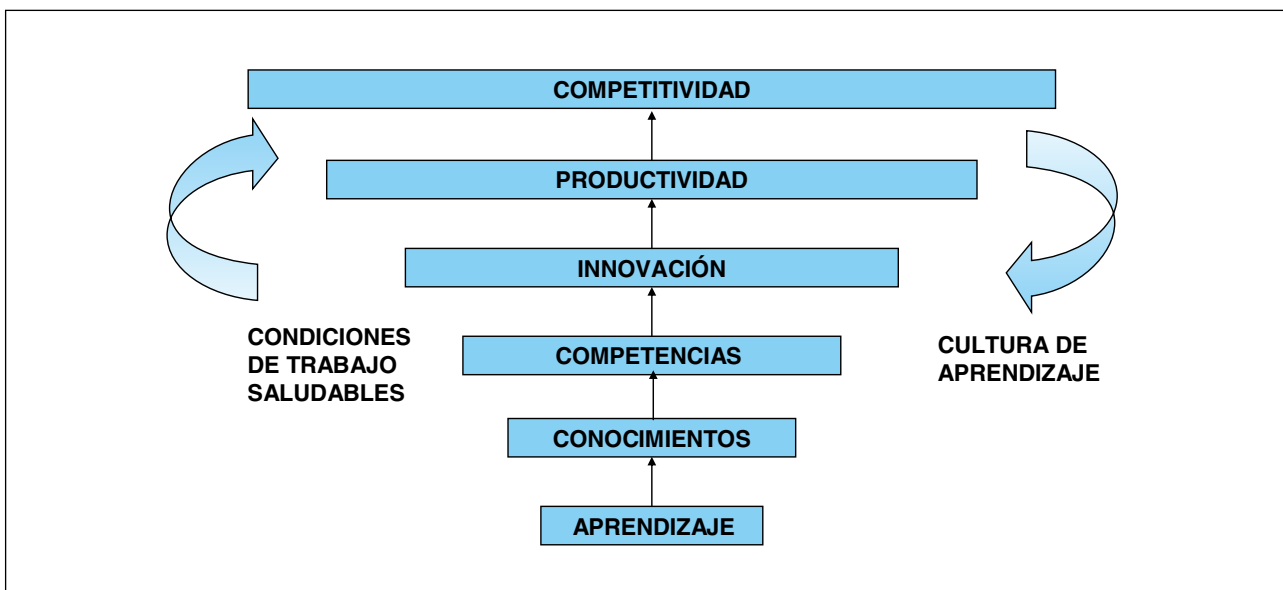 COMPETITIVIDAD
PRODUCTIVIDAD
INNOVACIÓN
CONDICIONES
DE TRABAJO
SALUDABLES
COMPETENCIAS
CULTURA DE
APRENDIZAJE
CONOCIMIENTOS
APRENDIZAJE